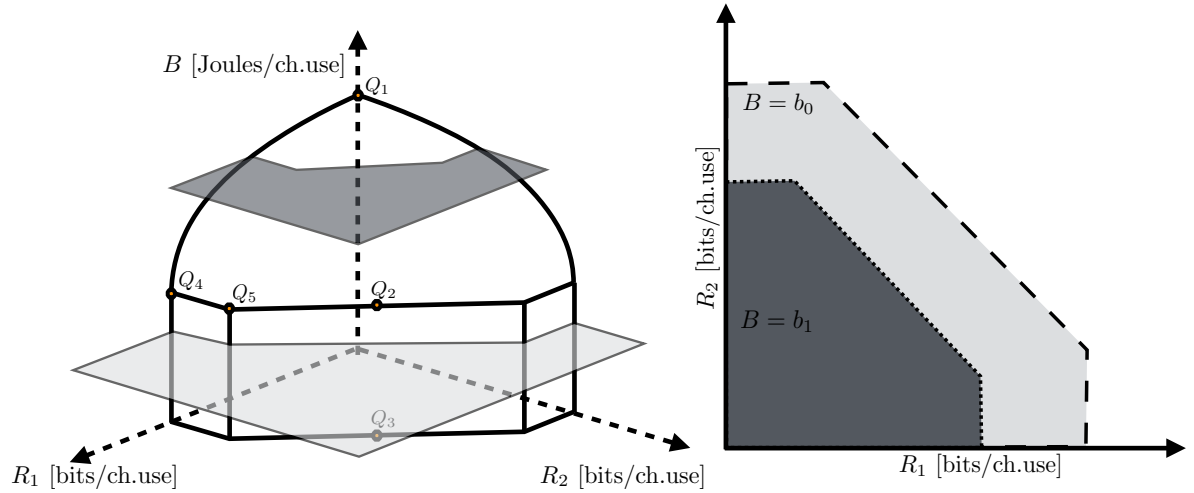 B [Joules/ch.use]
Q₁
Q₄
Q₅
Q₂
Q₃
R₁ [bits/ch.use]
R₂ [bits/ch.use]
B = b₀
R₂ [bits/ch.use]
B = b₁
R₁ [bits/ch.use]